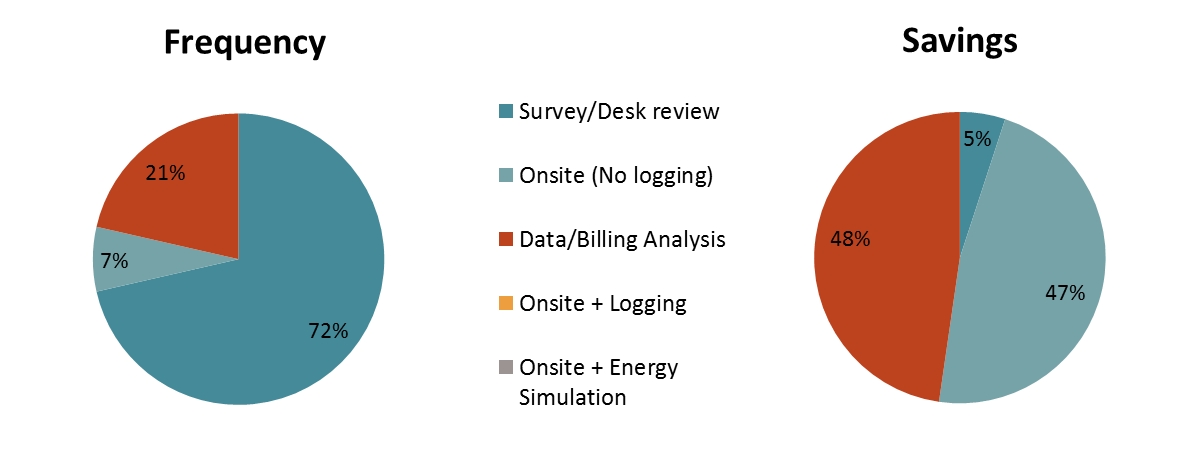 Frequency
Savings
21%
7%
72%
Survey/Desk review
Onsite (No logging)
Data/Billing Analysis
Onsite + Logging
Onsite + Energy
Simulation
5%
48%
47%